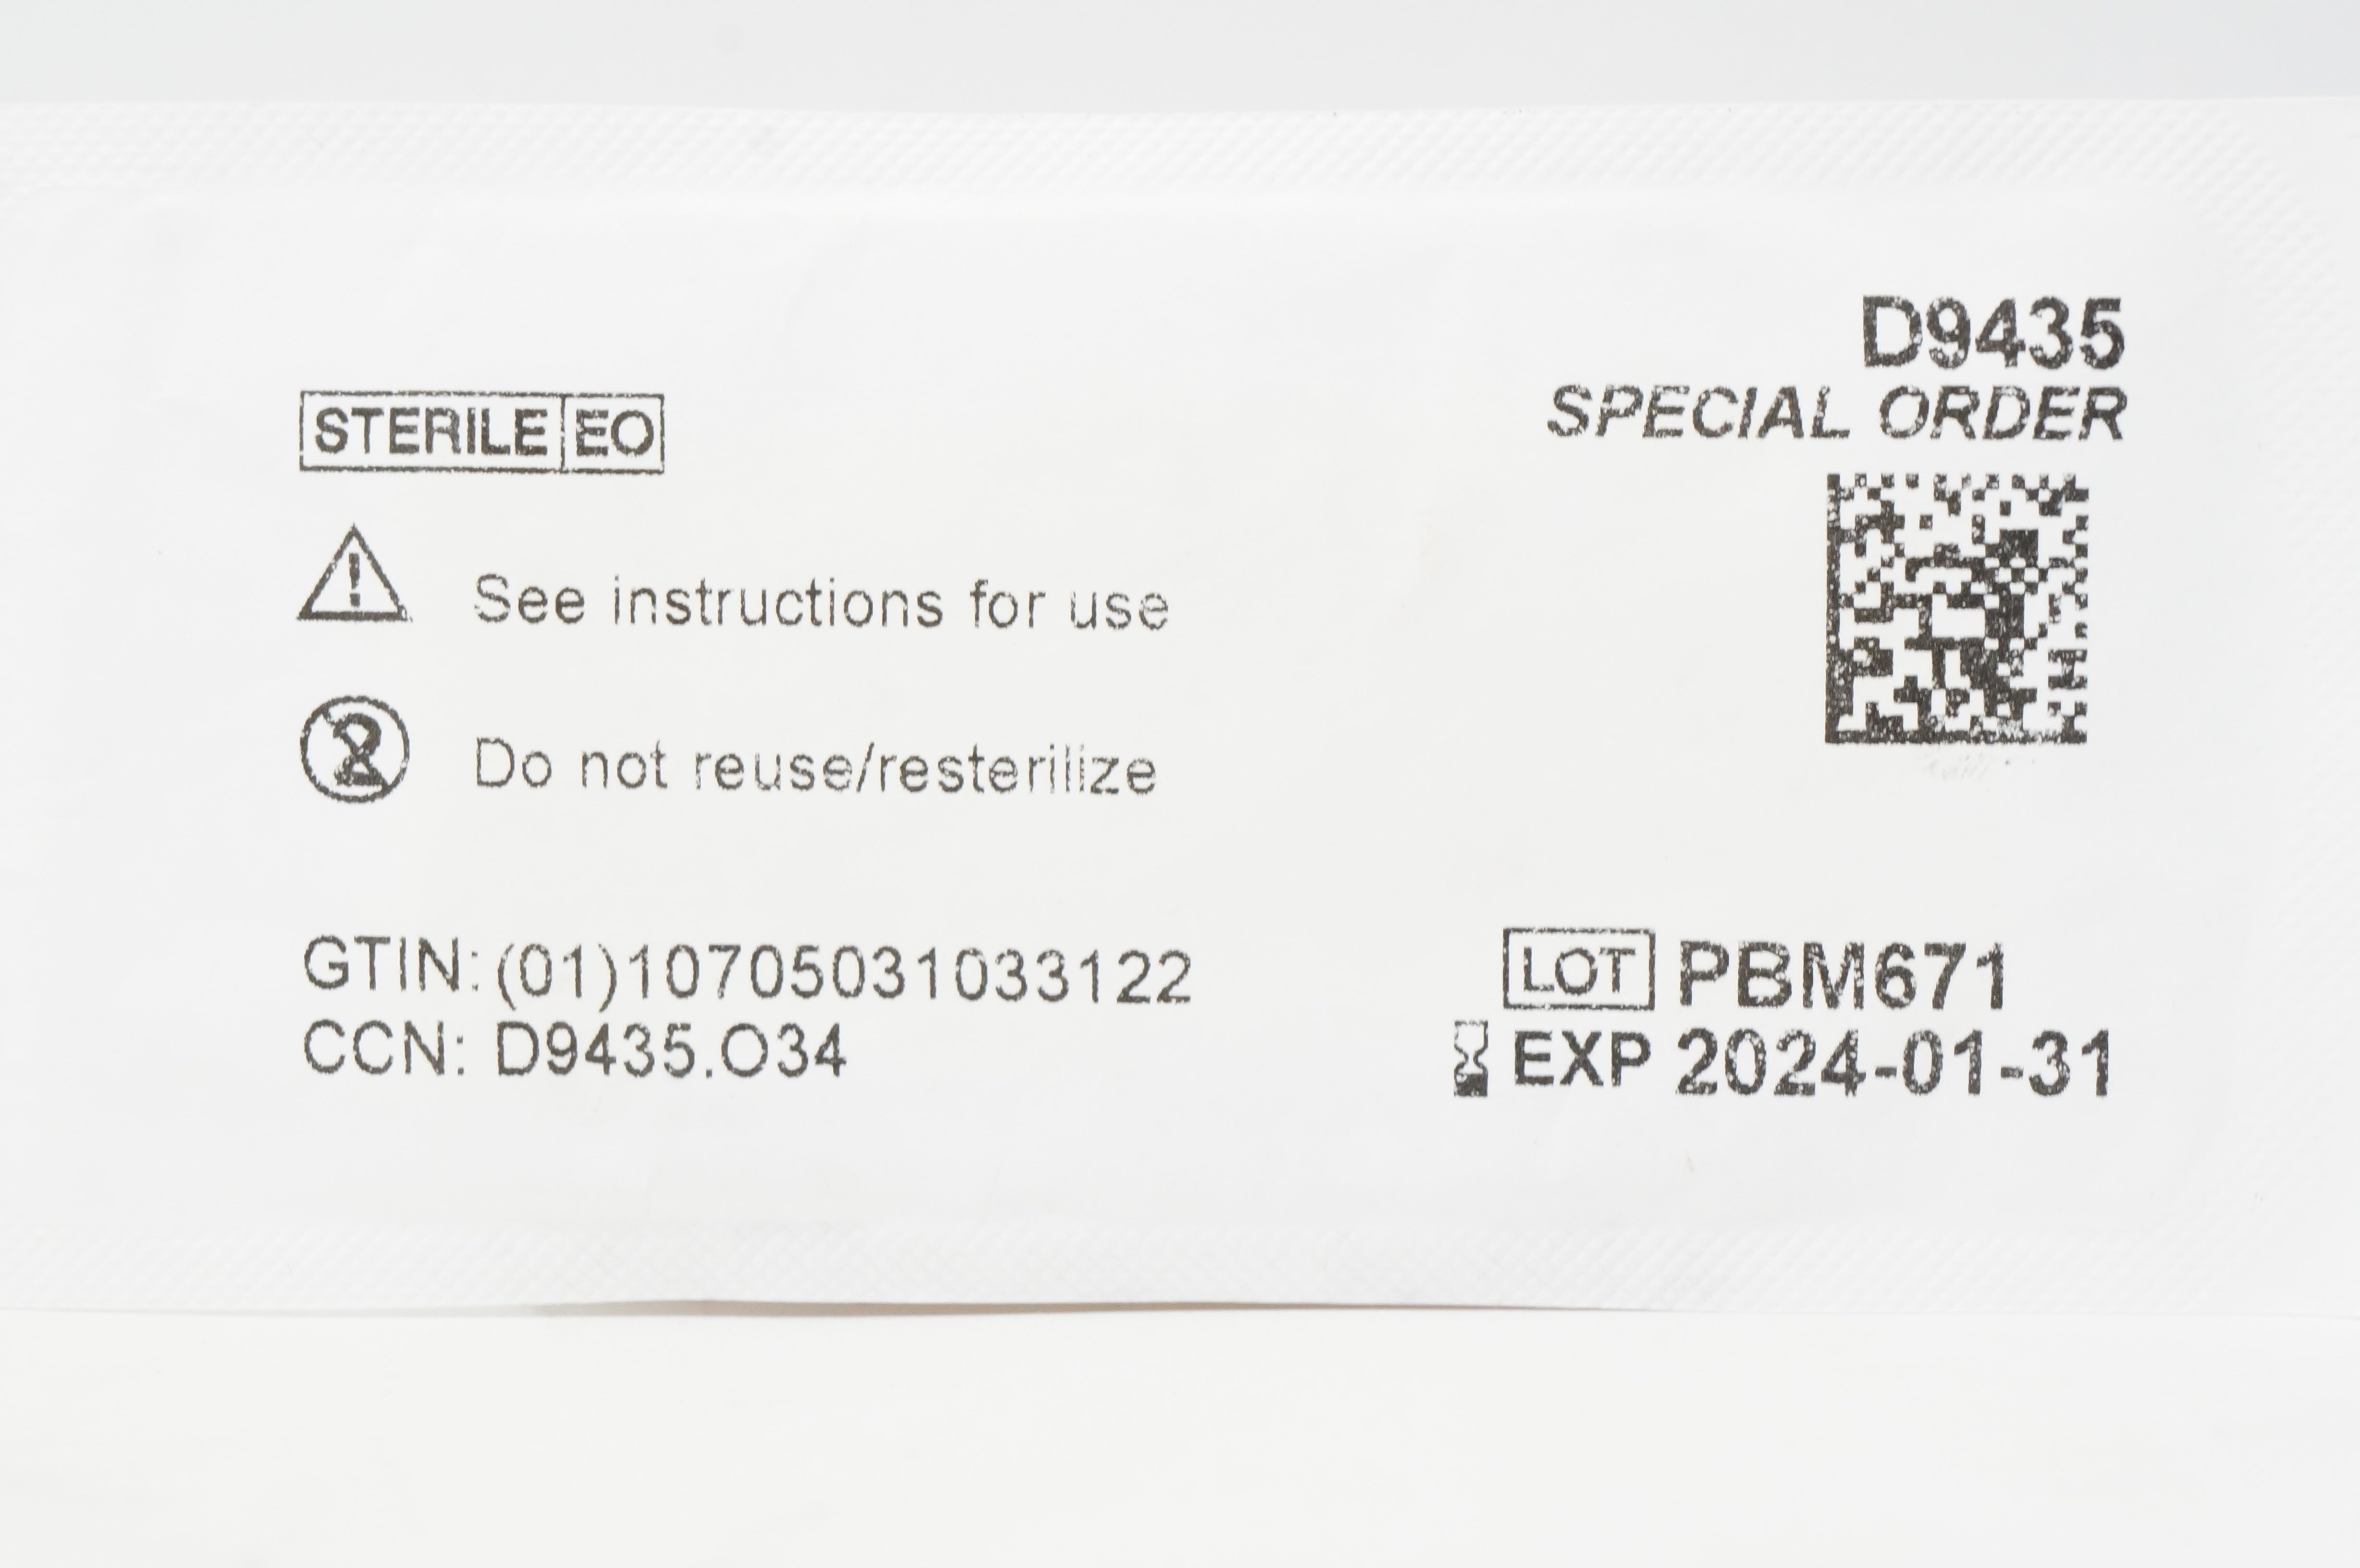 D9435
SPECIAL ORDER
STERILE EO
See instructions for use
Do not reuse/resterilize
GTIN: (01)10705031033122
CCN: D9435.O34
LOT PBM671
EXP 2024-01-31